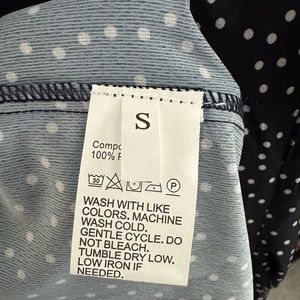 S
Compo
100% P
30 P
WASH WITH LIKE
COLORS. MACHINE
WASH COLD.
GENTLE CYCLE. DO
NOT BLEACH.
TUMBLE DRY LOW.
LOW IRON IF
NEEDED.